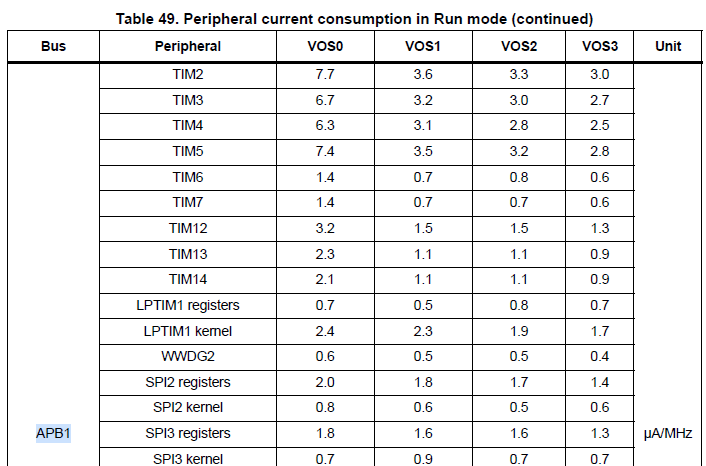 Table 49. Peripheral current consumption in Run mode (continued)
Bus Peripheral VOS0 VOS1 VOS2 VOS3 Unit
TIM2 7.7 3.6 3.3 3.0
TIM3 6.7 3.2 3.0 2.7
TIM4 6.3 3.1 2.8 2.5
TIM5 7.4 3.5 3.2 2.8
TIM6 1.4 0.7 0.8 0.6
TIM7 1.4 0.7 0.7 0.6
TIM12 3.2 1.5 1.5 1.3
TIM13 2.3 1.1 1.1 0.9
TIM14 2.1 1.1 1.1 0.9
LPTIM1 registers 0.7 0.5 0.8 0.7
LPTIM1 kernel 2.4 2.3 1.9 1.7
WWDG2 0.6 0.5 0.5 0.4
SPI2 registers 2.0 1.8 1.7 1.4
SPI2 kernel 0.8 0.6 0.5 0.6
APB1 SPI3 registers 1.8 1.6 1.6 1.3 µA/MHz
SPI3 kernel 0.7 0.9 0.7 0.7